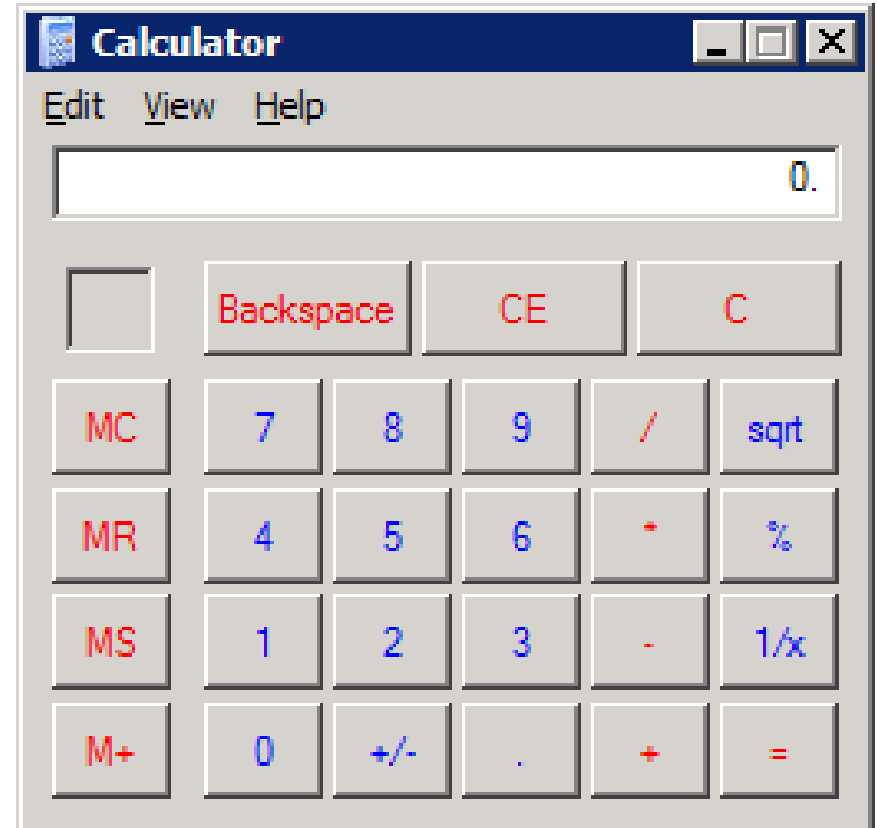 Calculator
Edit View Help
0.
Backspace CE C
MC 7 8 9 / sqrt
MR 4 5 6 * %
MS 1 2 3 - 1/x
M+ 0 +/- . + =